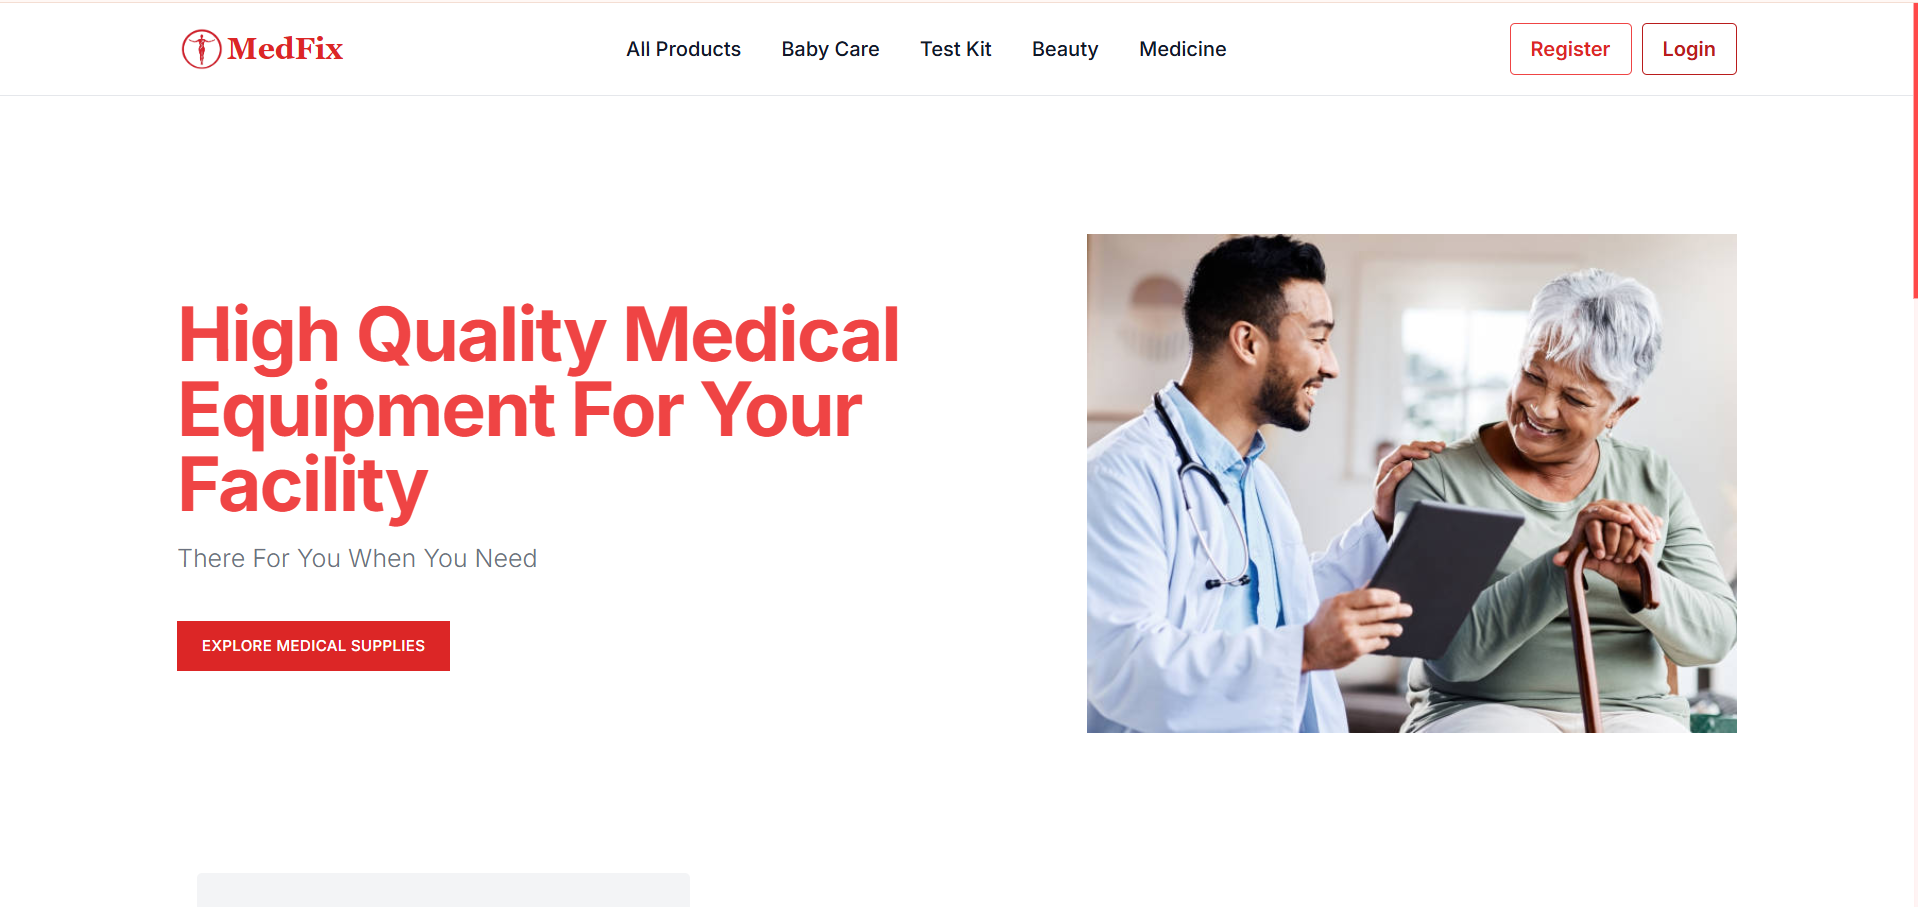 MedFix
All Products Baby Care Test Kit Beauty Medicine
Register Login
High Quality Medical
Equipment For Your
Facility
There For You When You Need
EXPLORE MEDICAL SUPPLIES